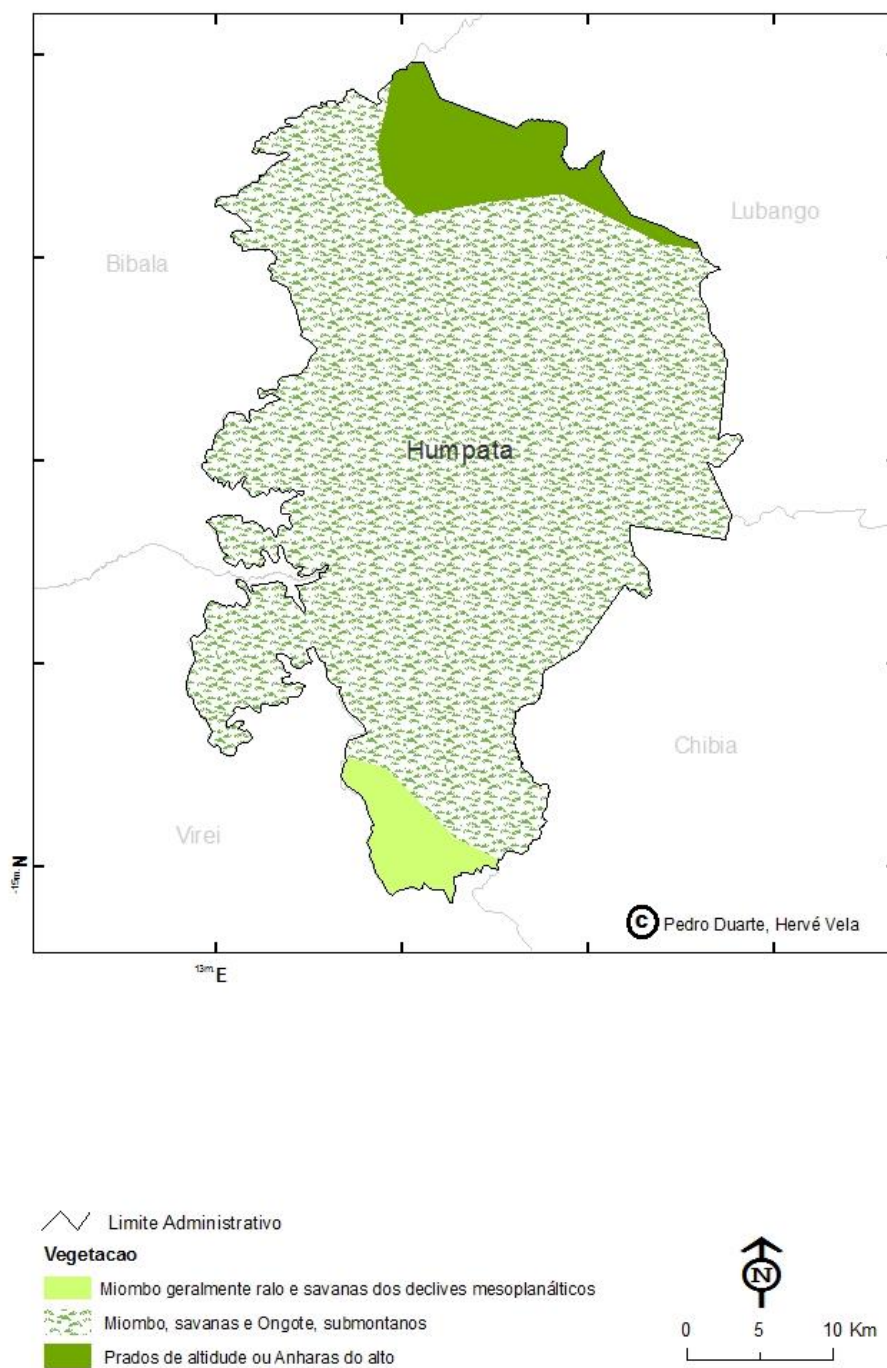 Lubango
Bibala
Humpata
Chibia
Virei
-15m. N
© Pedro Duarte, Hervé Vela
13m. E
Limite Administrativo
Vegetacao
Miombo geralmente ralo e savanas dos declives mesoplanálticos
Miombo, savanas e Ongote, submontanos
Prados de altidude ou Anharas do alto
N
0 5 10 Km